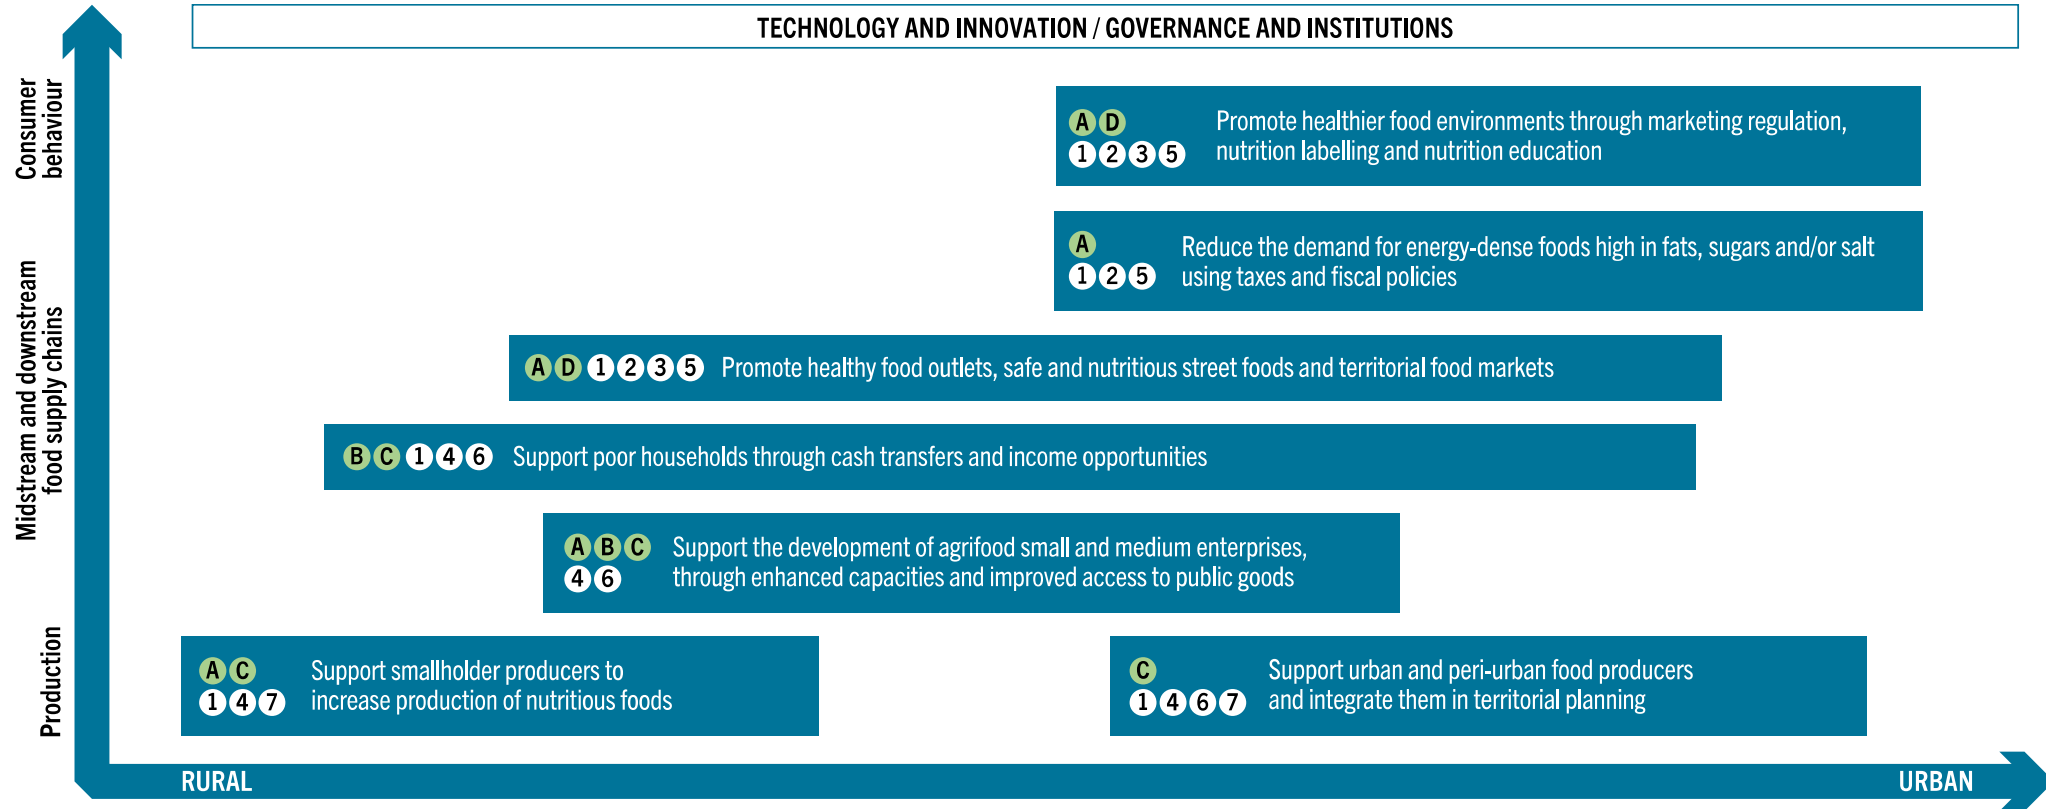 TECHNOLOGY AND INNOVATION / GOVERNANCE AND INSTITUTIONS
Consumer
behaviour
A D
1 2 3 5
Promote healthier food environments through marketing regulation,
nutrition labelling and nutrition education
A
1 2 5
Reduce the demand for energy-dense foods high in fats, sugars and/or salt
using taxes and fiscal policies
Midstream and downstream
food supply chains
A D 1 2 3 5 Promote healthy food outlets, safe and nutritious street foods and territorial food markets
B C 1 4 6 Support poor households through cash transfers and income opportunities
A B C
4 6
Support the development of agrifood small and medium enterprises,
through enhanced capacities and improved access to public goods
Production
A C
1 4 7
Support smallholder producers to
increase production of nutritious foods
C
1 4 6 7
Support urban and peri-urban food producers
and integrate them in territorial planning
RURAL
URBAN